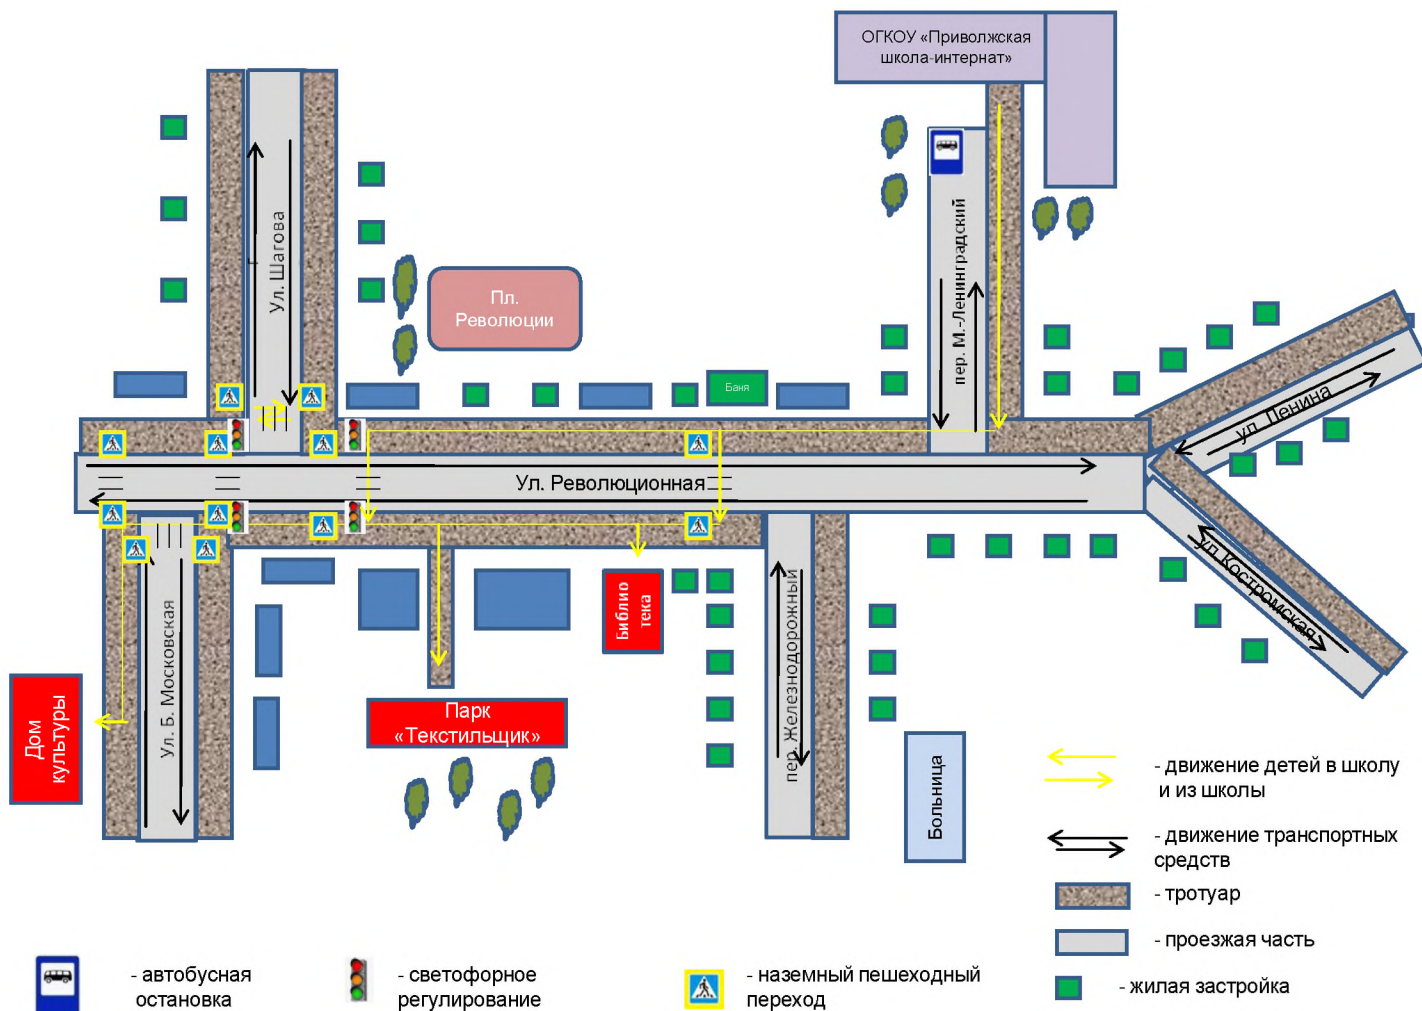 ОГКОУ «Приволжская
школа-интернат»
Ул. Шагова
Пл.
Революции
пер. М.-Ленинградский
Баня
ул. Ленина
Ул. Революционная
ул Костромская
Ул. Б. Московская
Библио
тека
пер. Железнодорожный
Дом
культуры
Парк
«Текстильщик»
Больница
- движение детей в школу
и из школы
- движение транспортных
средств
- тротуар
- проезжая часть
- жилая застройка
- автобусная
остановка
- светофорное
регулирование
- наземный пешеходный
переход